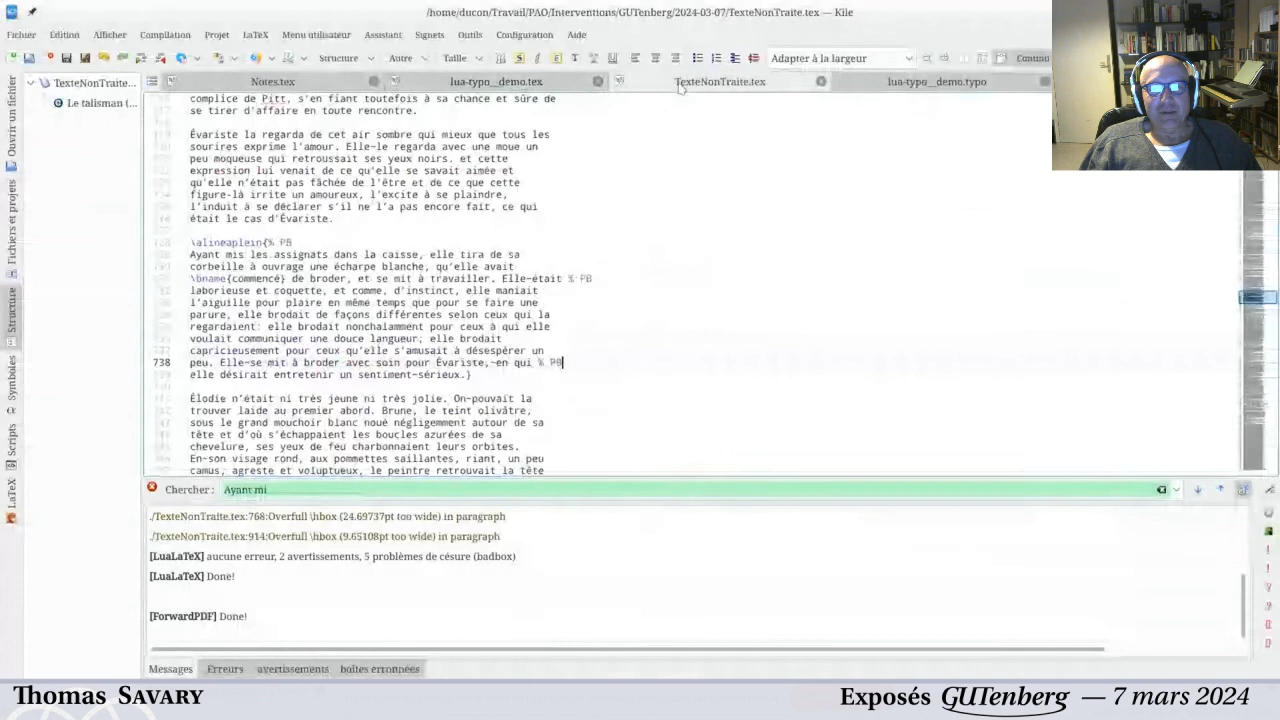 /home/ducon/Travail/PAO/Interventions/GUTenberg/2024-03-07/TexteNonTraite.tex — Kile
Fichier Édition Afficher Compilation Projet LaTeX Menu utilisateur Assistant Signets Outils Configuration Aide
Structure Autre Taille Adapter à la largeur Connu
TexteNonTraite... Notes.tex lua-typo_demo.tex TexteNonTraite.tex lua-typo_demo.typo
Le talisman (...
Ouvrir un fichier
Fichiers et projets
Structure
Symboles
Scripts
LaTeX
complice de Pitt, s'en fiant toutefois à sa chance et sûre de
se tirer d'affaire en toute rencontre.
Évariste la regarda de cet air sombre qui mieux que tous les
sourires exprime l'amour. Elle~le regarda avec une moue un
peu moqueuse qui retroussait ses yeux noirs, et cette
expression lui venait de ce qu'elle se savait aimée et
qu'elle n'était pas fâchée de l'être et de ce que cette
figure-là irrite un amoureux, l'excite à se plaindre,
l'induit à se déclarer s'il ne l'a pas encore fait, ce qui
était le cas d'Évariste.
\alineaplein{% PB
Ayant mis les assignats dans la caisse, elle tira de sa
corbeille à ouvrage une écharpe blanche, qu'elle avait
\bname{commencé} de broder, et se mit à travailler. Elle~était % PB
laborieuse et coquette, et comme, d'instinct, elle maniait
l'aiguille pour plaire en même temps que pour se faire une
parure, elle brodait de façons différentes selon ceux qui la
regardaient: elle brodait nonchalamment pour ceux à qui elle
voulait communiquer une douce langueur; elle brodait
capricieusement pour ceux qu'elle s'amusait à désespérer un
738 peu. Elle~se mit à broder avec soin pour Évariste,~en qui % PB
elle désirait entretenir un sentiment~sérieux.}
Élodie n'était ni très jeune ni très jolie. On~pouvait la
trouver laide au premier abord. Brune, le teint olivâtre,
sous le grand mouchoir blanc noué négligemment autour de sa
tête et d'où s'échappaient les boucles azurées de sa
chevelure, ses yeux de feu charbonnaient leurs orbites.
En~son visage rond, aux pommettes saillantes, riant, un peu
camus, agreste et voluptueux, le peintre retrouvait la tête
Chercher : Ayant mi
./TexteNonTraite.tex:768:Overfull \hbox (24.69737pt too wide) in paragraph
./TexteNonTraite.tex:914:Overfull \hbox (9.65108pt too wide) in paragraph
[LuaLaTeX] aucune erreur, 2 avertissements, 5 problèmes de césure (badbox)
[LuaLaTeX] Done!
[ForwardPDF] Done!
Messages Erreurs avertissements boîtes erronnées
Thomas SAVARY Exposés GUTenberg — 7 mars 2024